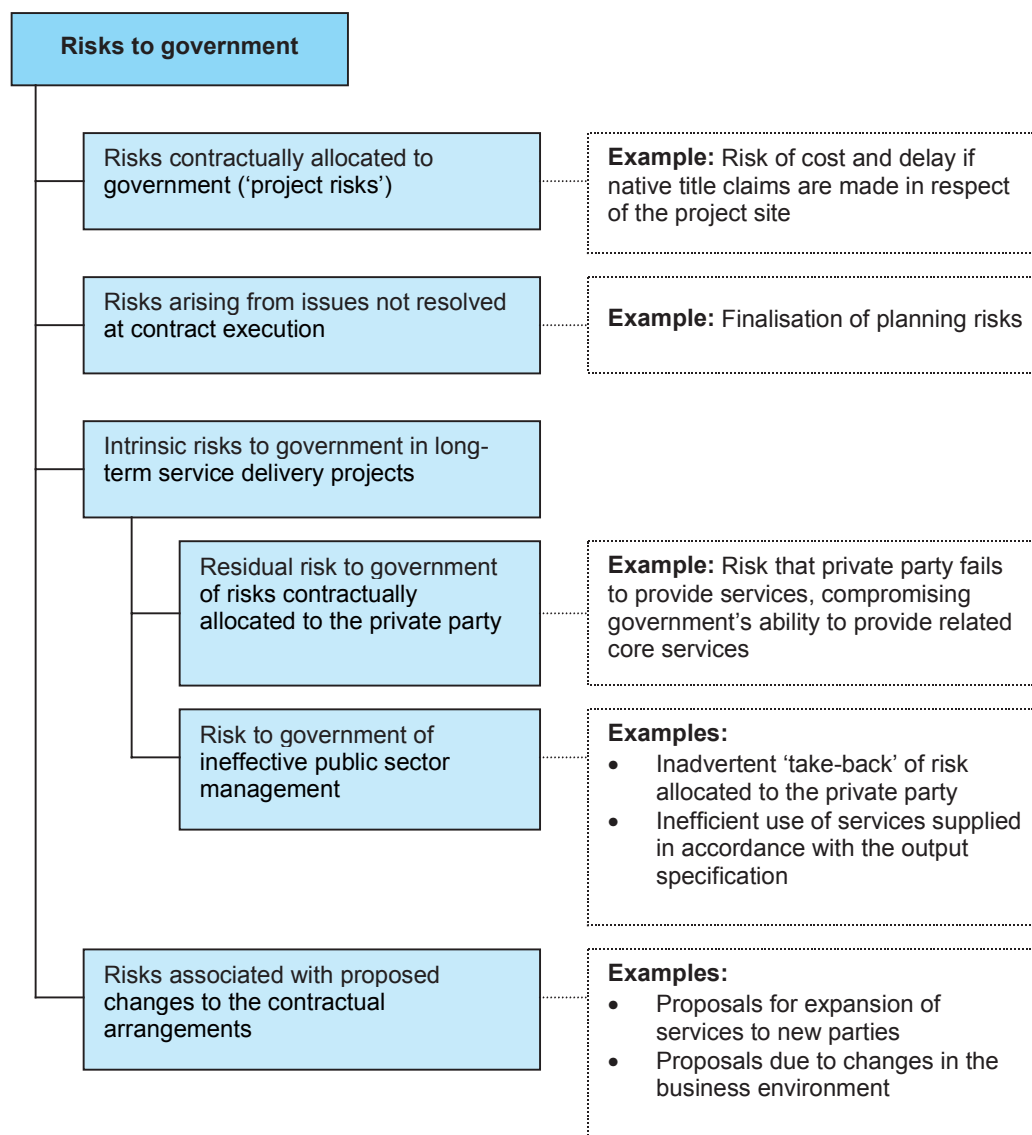 Risks to government
Risks contractually allocated to
government (‘project risks’)
Example: Risk of cost and delay if
native title claims are made in respect
of the project site
Risks arising from issues not resolved
at contract execution
Example: Finalisation of planning risks
Intrinsic risks to government in long-
term service delivery projects
Residual risk to government
of risks contractually
allocated to the private party
Example: Risk that private party fails
to provide services, compromising
government’s ability to provide related
core services
Risk to government of
ineffective public sector
management
Examples:
• Inadvertent ‘take-back’ of risk
allocated to the private party
• Inefficient use of services supplied
in accordance with the output
specification
Risks associated with proposed
changes to the contractual
arrangements
Examples:
• Proposals for expansion of
services to new parties
• Proposals due to changes in the
business environment